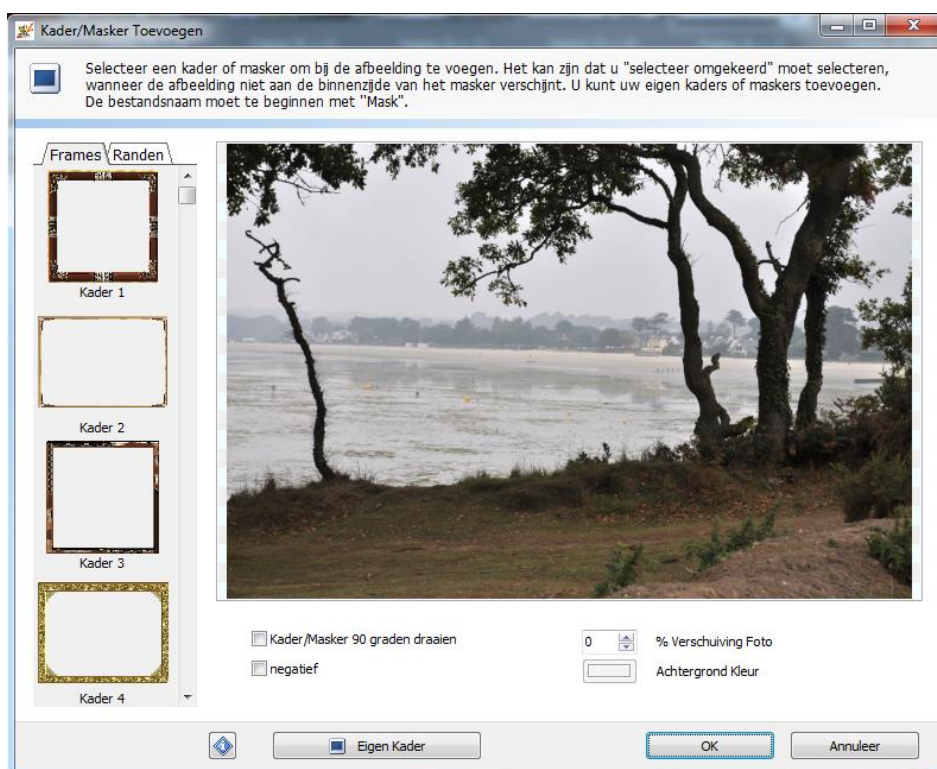 Kader/Masker Toevoegen
Selecteer een kader of masker om bij de afbeelding te voegen. Het kan zijn dat u "selecteer omgekeerd" moet selecteren,
wanneer de afbeelding niet aan de binnenzijde van het masker verschijnt. U kunt uw eigen kaders of maskers toevoegen.
De bestandsnaam moet te beginnen met "Mask".
Frames Randen
Kader 1
Kader 2
Kader 3
Kader 4
Kader/Masker 90 graden draaien
0 % Verschuiving Foto
negatief
Achtergrond Kleur
Eigen Kader
OK
Annuleer